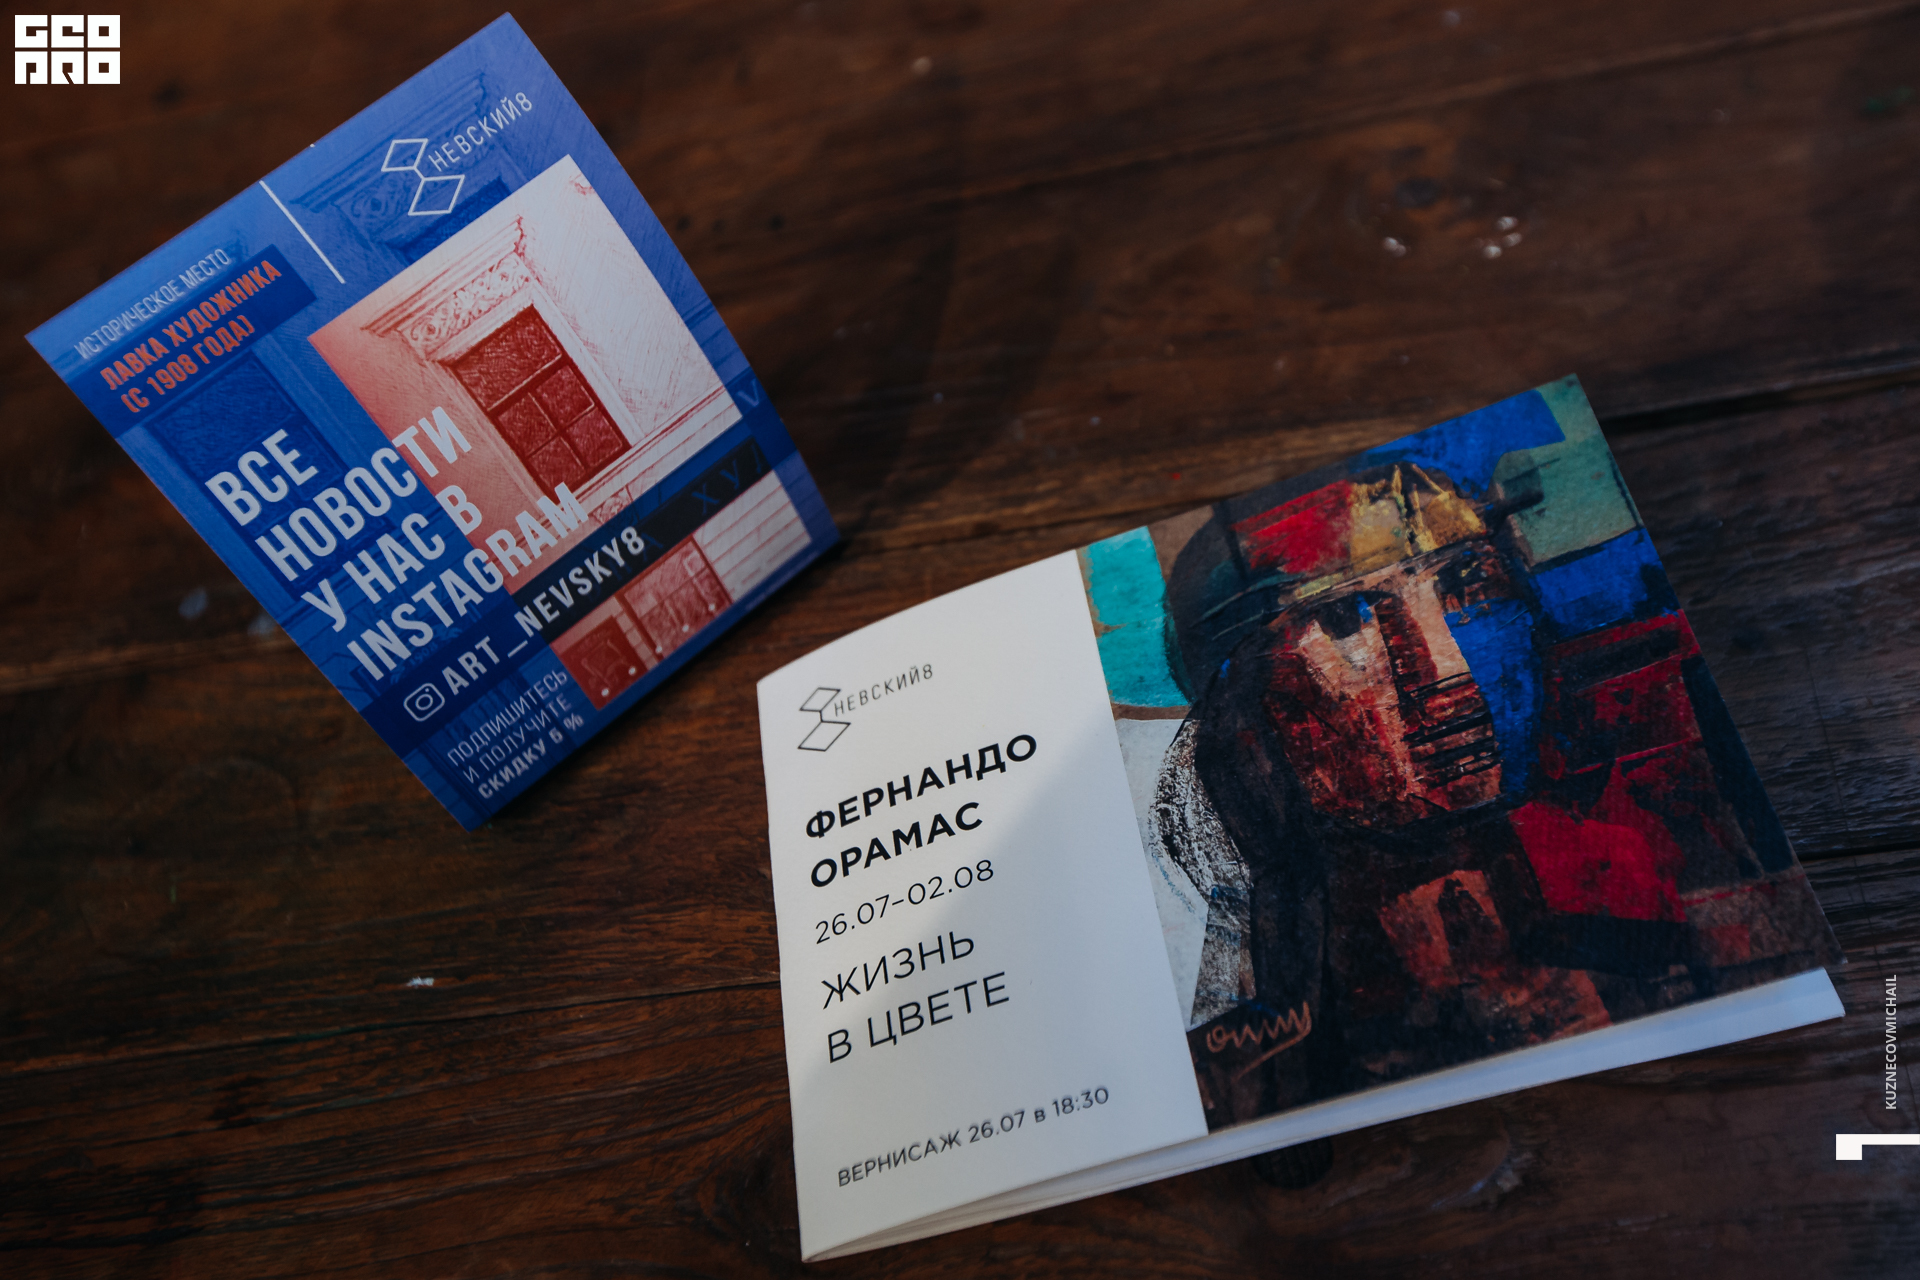 GEO
PRO
НЕВСКИЙ8
ИСТОРИЧЕСКОЕ МЕСТО
ЛАВКА ХУДОЖНИКА
(С 1908 ГОДА)
ВСЕ
НОВОСТИ
У НАС В
INSTAGRAM
ART_NEVSKY8
ПОДПИШИТЕСЬ
И ПОЛУЧИТЕ
СКИДКУ 5 %
НЕВСКИЙ8
ФЕРНАНДО
ОРАМАС
26.07-02.08
ЖИЗНЬ
В ЦВЕТЕ
ВЕРНИСАЖ 26.07 в 18:30
KUZNECOVMICHAIL